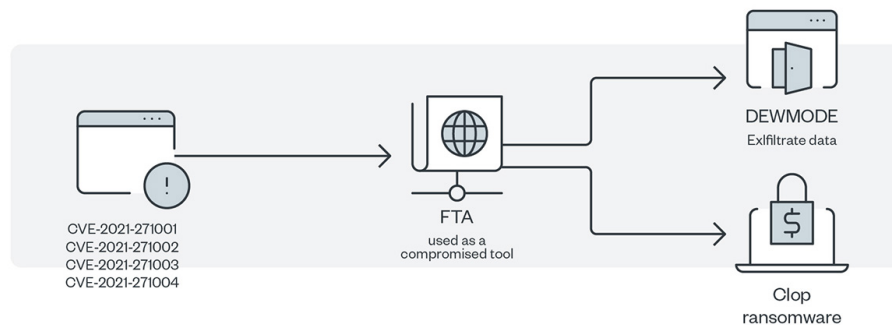 CVE-2021-271001
CVE-2021-271002
CVE-2021-271003
CVE-2021-271004
FTA
used as a
compromised tool
DEWMODE
Exlfiltrate data
Clop
ransomware